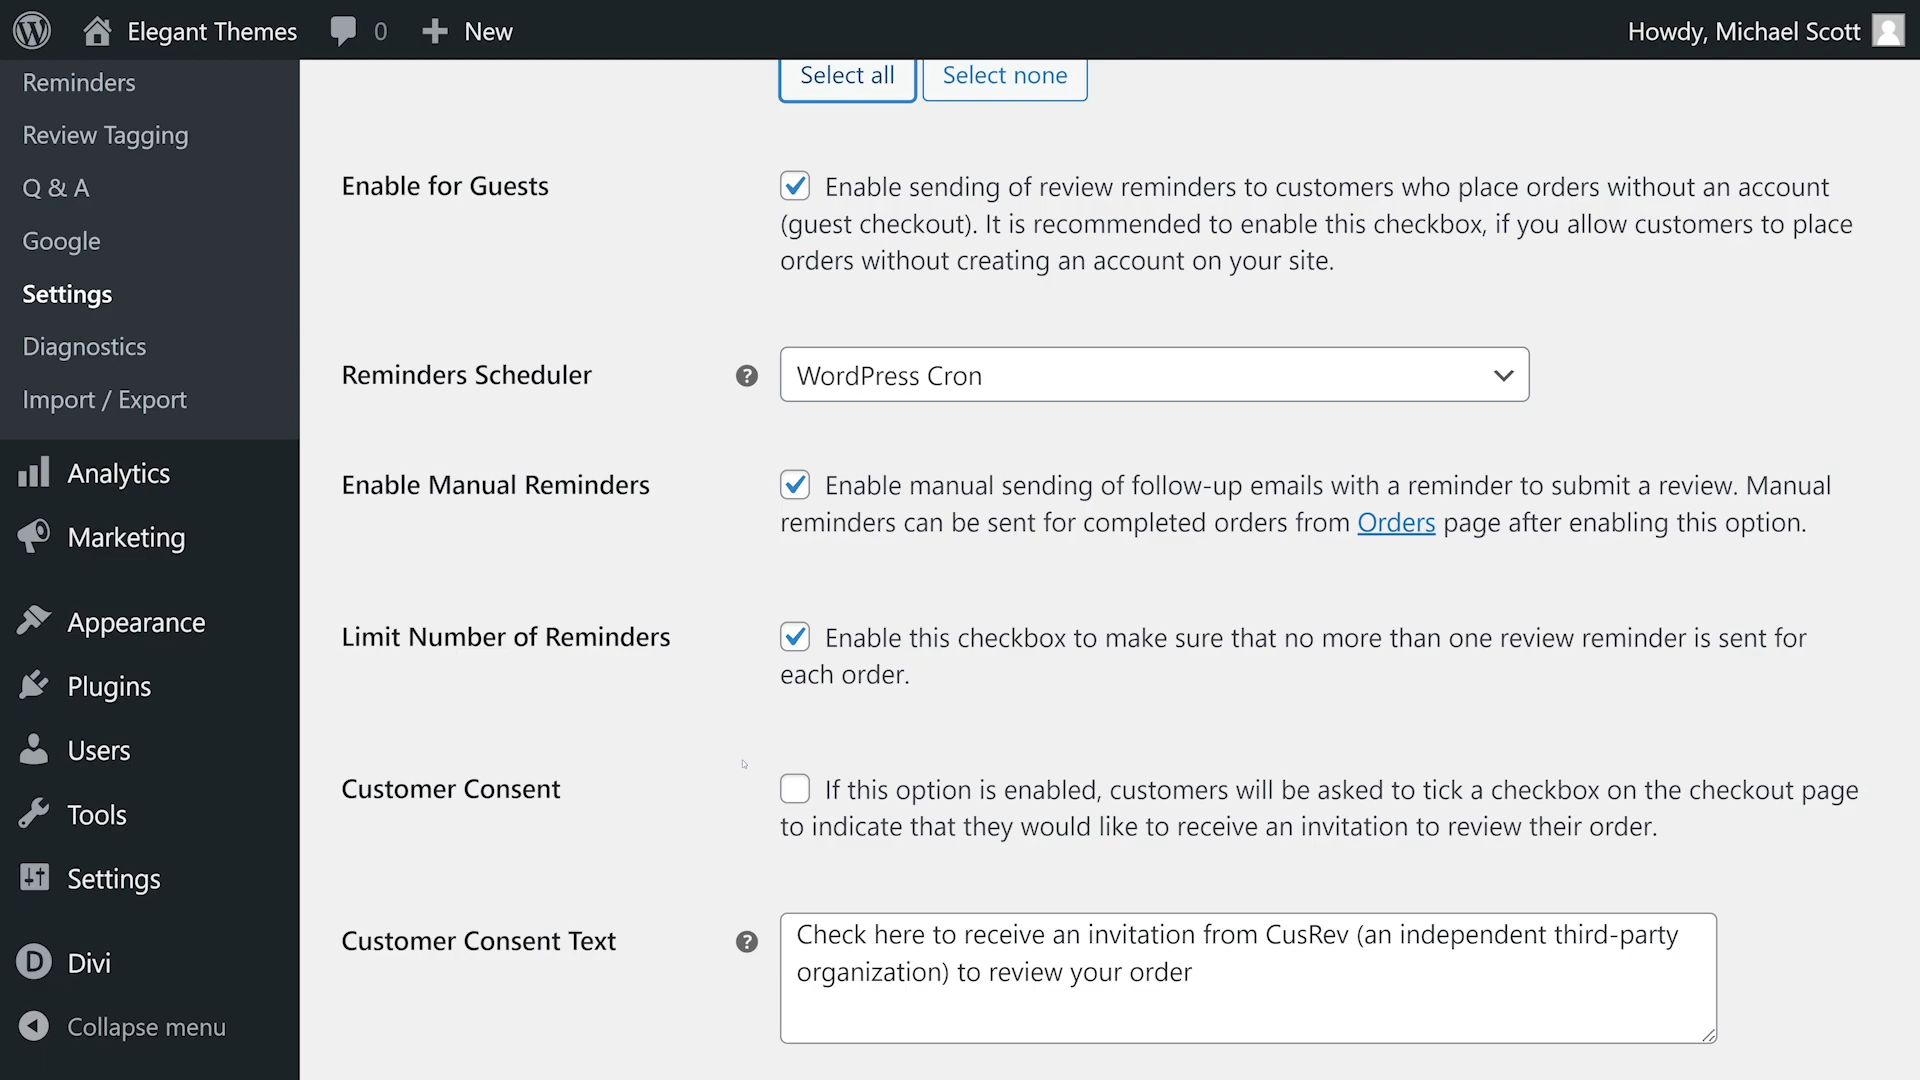 Elegant Themes
0
New
Howdy, Michael Scott
Reminders
Review Tagging
Q & A
Google
Settings
Diagnostics
Import / Export
Analytics
Marketing
Appearance
Plugins
Users
Tools
Settings
Divi
Collapse menu
Select all
Select none
Enable for Guests
Enable sending of review reminders to customers who place orders without an account
(guest checkout). It is recommended to enable this checkbox, if you allow customers to place
orders without creating an account on your site.
Reminders Scheduler
WordPress Cron
Enable Manual Reminders
Enable manual sending of follow-up emails with a reminder to submit a review. Manual
reminders can be sent for completed orders from Orders page after enabling this option.
Limit Number of Reminders
Enable this checkbox to make sure that no more than one review reminder is sent for
each order.
Customer Consent
If this option is enabled, customers will be asked to tick a checkbox on the checkout page
to indicate that they would like to receive an invitation to review their order.
Customer Consent Text
Check here to receive an invitation from CusRev (an independent third-party
organization) to review your order